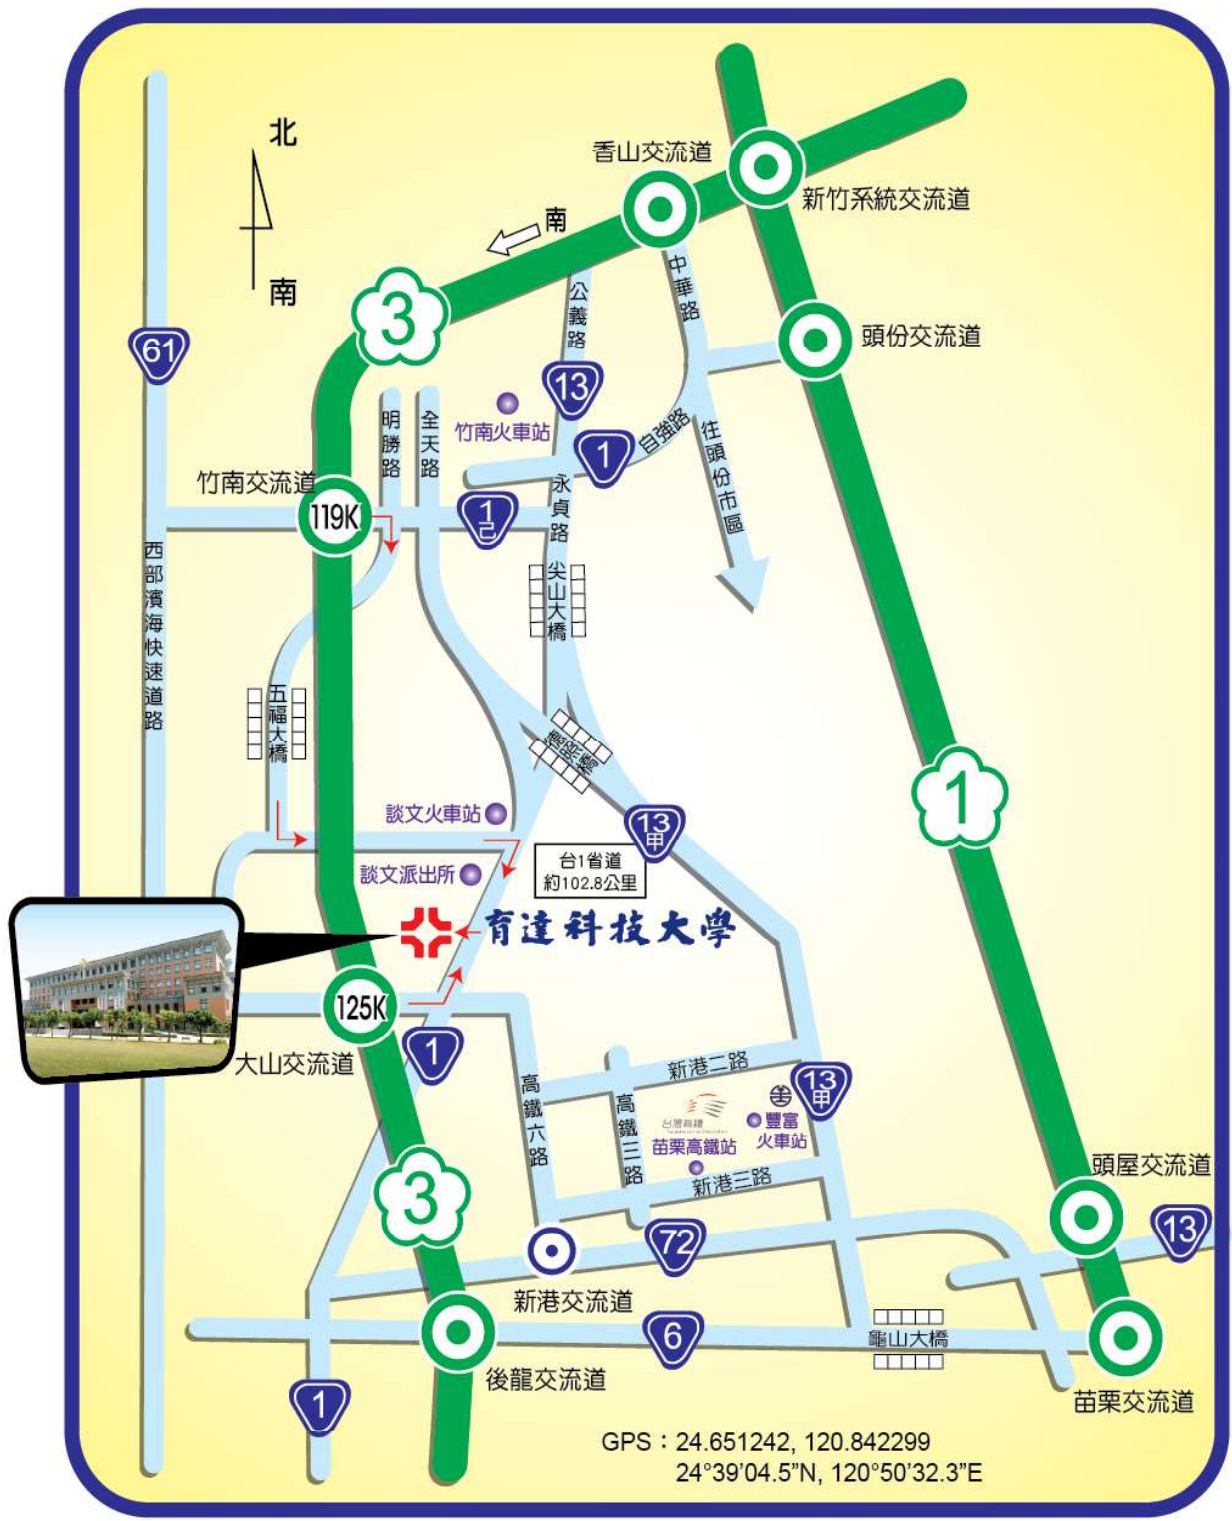 北
南
香山交流道
新竹系統交流道
南
3
公義路
中華路
頭份交流道
61
13
明勝路
全天路
竹南火車站
1
自強路
往頭份市區
竹南交流道
119K
1
己
永貞路
西部濱海快速道路
尖山大橋
五福大橋
德照橋
1
談文火車站
13
甲
談文派出所
台1省道
約102.8公里
育達科技大學
125K
大山交流道
1
新港二路
高鐵六路
高鐵三路
台灣高鐵
苗栗高鐵站
豐富
火車站
13
甲
新港三路
3
頭屋交流道
72
13
新港交流道
6
龜山大橋
後龍交流道
1
苗栗交流道
GPS：24.651242, 120.842299
24°39’04.5”N, 120°50’32.3”E